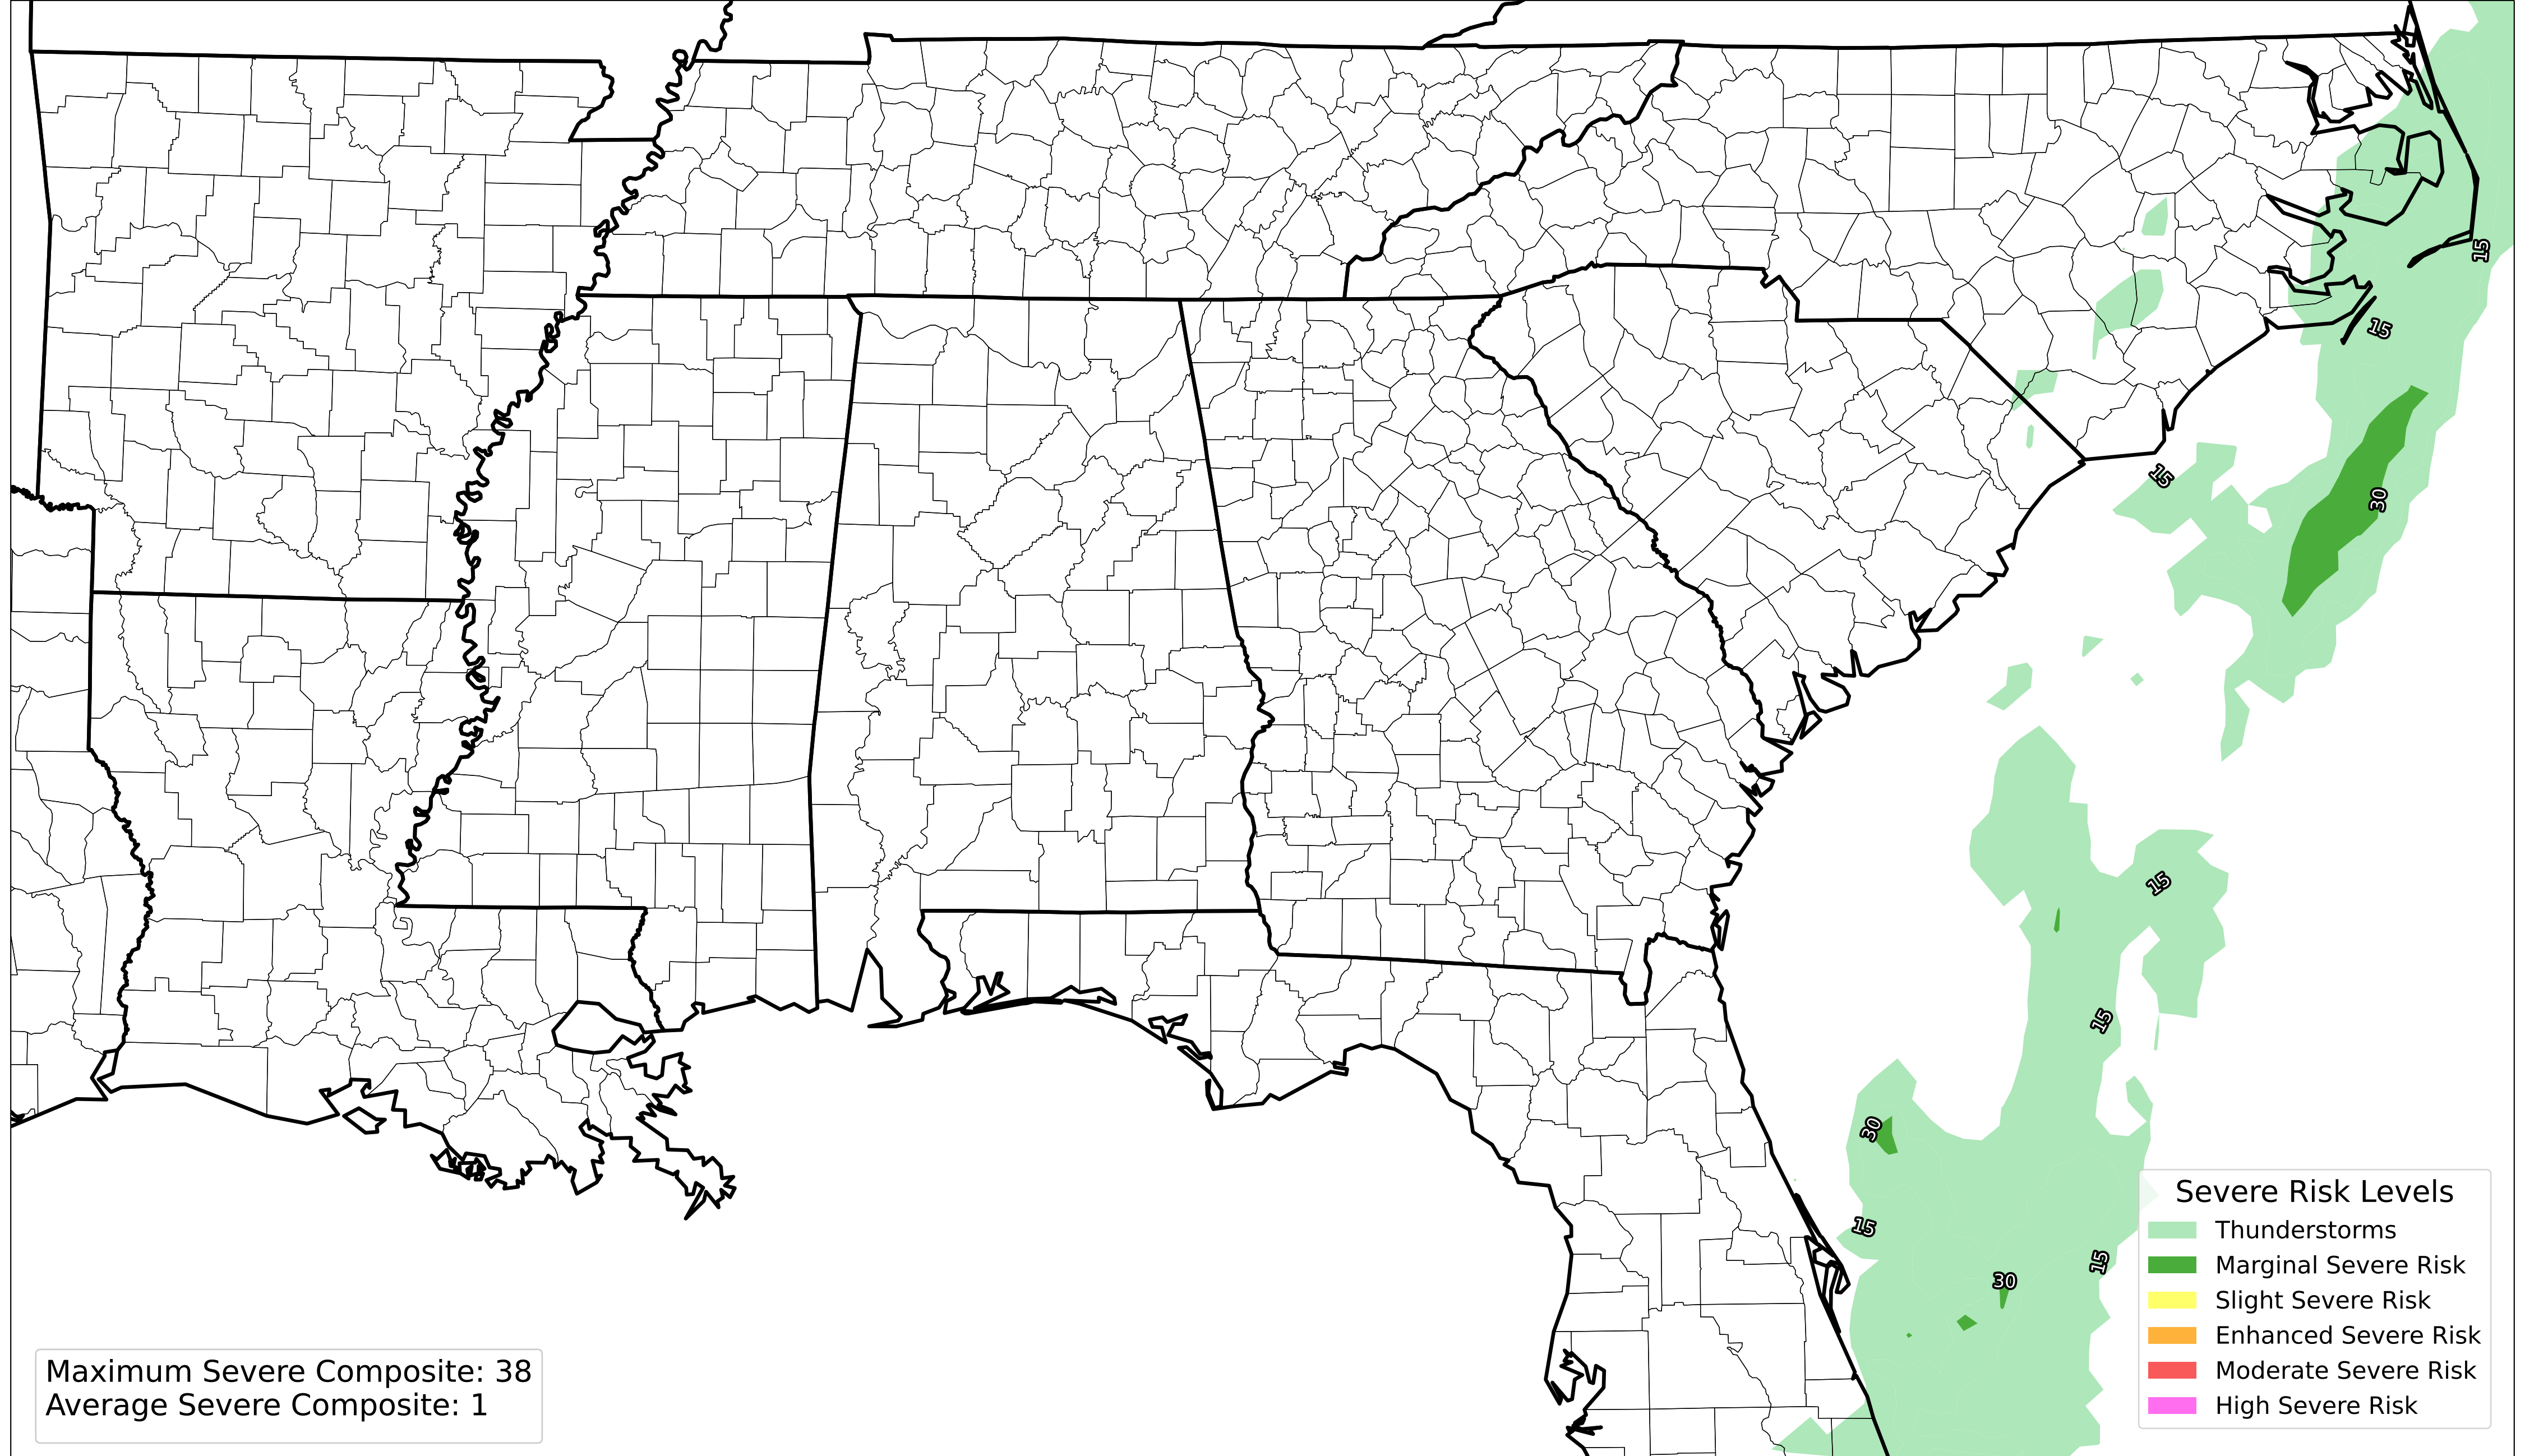 15
15
30
15
15
15
30
15
30
15
Severe Risk Levels
Thunderstorms
Marginal Severe Risk
Slight Severe Risk
Enhanced Severe Risk
Moderate Severe Risk
High Severe Risk
Maximum Severe Composite: 38
Average Severe Composite: 1